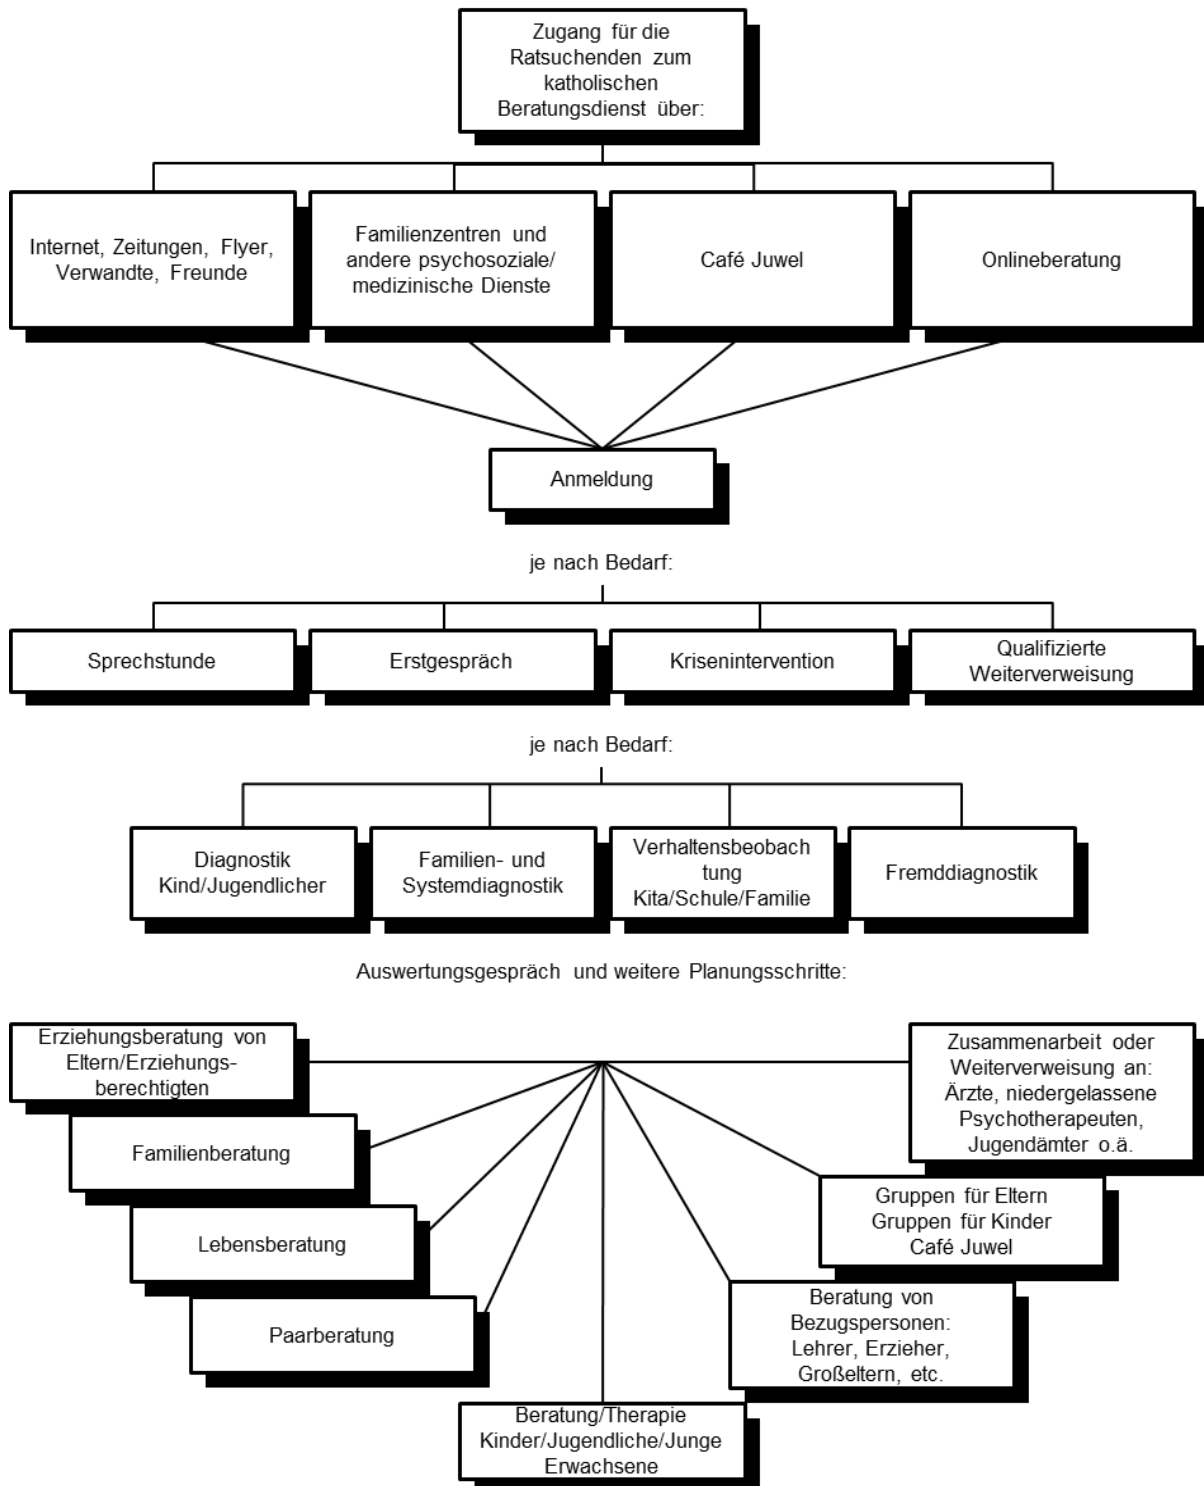 Zugang für die
Ratsuchenden zum
katholischen
Beratungsdienst über:
Internet, Zeitungen, Flyer,
Verwandte, Freunde
Familienzentren und
andere psychosoziale/
medizinische Dienste
Café Juwel
Onlineberatung
Anmeldung
je nach Bedarf:
Sprechstunde
Erstgespräch
Krisenintervention
Qualifizierte
Weiterverweisung
je nach Bedarf:
Diagnostik
Kind/Jugendlicher
Familien- und
Systemdiagnostik
Verhaltensbeobach
tung
Kita/Schule/Familie
Fremddiagnostik
Auswertungsgespräch und weitere Planungsschritte:
Erziehungsberatung von
Eltern/Erziehungs-
berechtigten
Familienberatung
Lebensberatung
Paarberatung
Beratung/Therapie
Kinder/Jugendliche/Junge
Erwachsene
Beratung von
Bezugspersonen:
Lehrer, Erzieher,
Großeltern, etc.
Gruppen für Eltern
Gruppen für Kinder
Café Juwel
Zusammenarbeit oder
Weiterverweisung an:
Ärzte, niedergelassene
Psychotherapeuten,
Jugendämter o.ä.